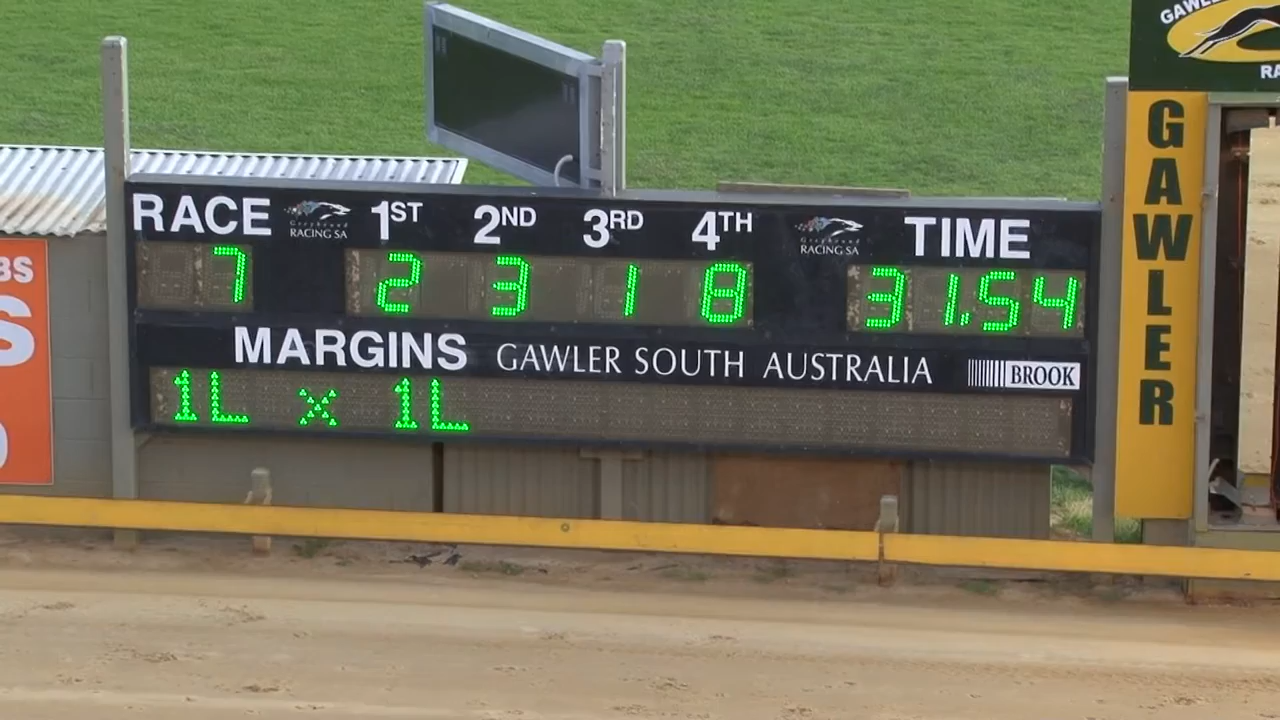 GAWLER
RACE
Greyhound
RACING SA
1ST
2ND
3RD
4TH
Greyhound
RACING SA
TIME
7
2
3
1
8
31.54
MARGINS
GAWLER SOUTH AUSTRALIA
BROOK
1L x 1L
GAWLER